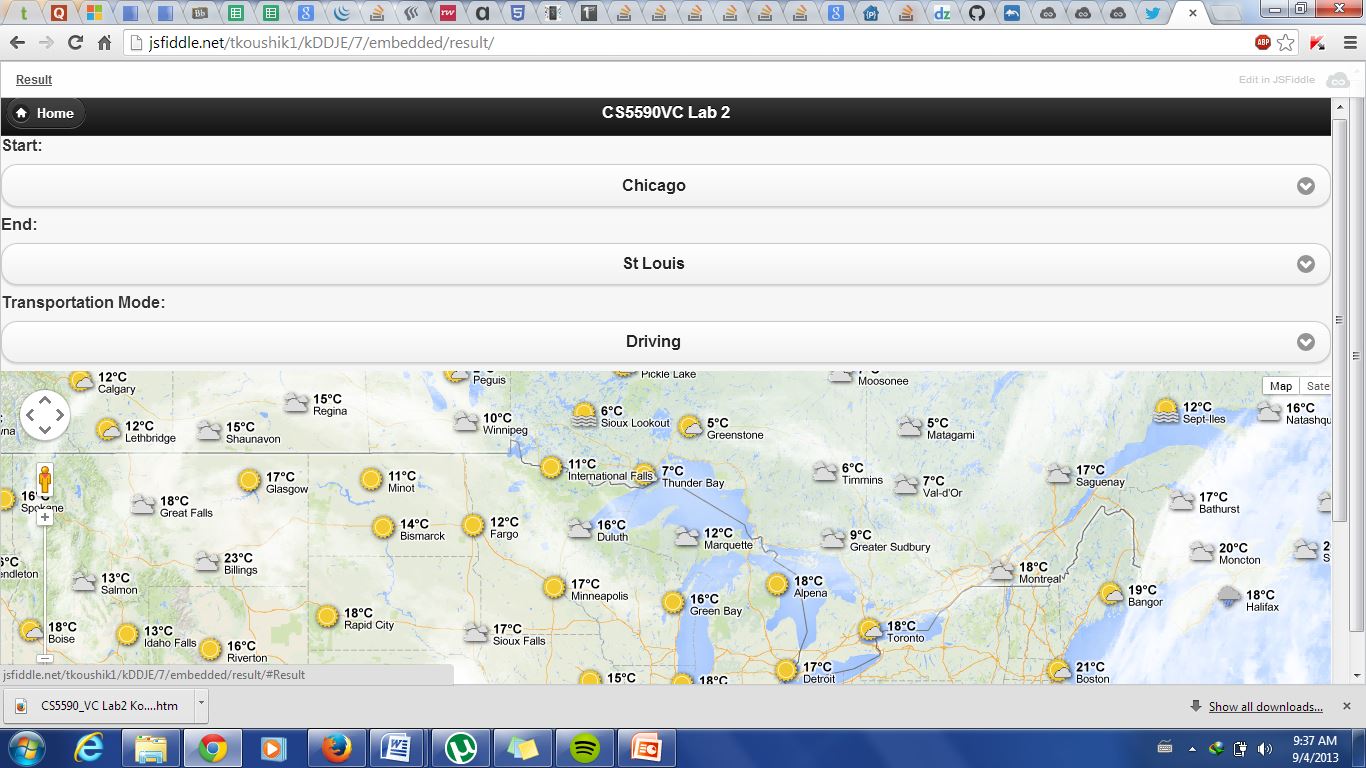 jsfiddle.net/tkoushik1/kDDJE/7/embedded/result/
ABP
Result
Edit in JSFiddle
Home
CS5590VC Lab 2
Start:
Chicago
End:
St Louis
Transportation Mode:
Driving
Map
Sate
12°C
Calgary
15°C
Regina
Peguis
Pickle Lake
Moosonee
12°C
Lethbridge
15°C
Shaunavon
10°C
Winnipeg
6°C
Sioux Lookout
5°C
Greenstone
5°C
Matagami
12°C
Sept-Iles
16°C
Natashqu
17°C
Glasgow
11°C
Minot
11°C
International Falls
7°C
Thunder Bay
6°C
Timmins
7°C
Val-d'Or
17°C
Saguenay
16°C
Spokane
18°C
Great Falls
14°C
Bismarck
12°C
Fargo
16°C
Duluth
12°C
Marquette
9°C
Greater Sudbury
17°C
Bathurst
20°C
Moncton
23°C
Billings
6°C
endleton
13°C
Salmon
17°C
Minneapolis
16°C
Green Bay
18°C
Alpena
18°C
Montreal
19°C
Bangor
18°C
Halifax
18°C
Boise
13°C
Idaho Falls
16°C
Riverton
18°C
Rapid City
17°C
Sioux Falls
18°C
Toronto
15°C
18°C
17°C
Detroit
21°C
Boston
jsfiddle.net/tkoushik1/kDDJE/7/embedded/result/#Result
CS5590_VC Lab2 Ko....htm
Show all downloads...
9:37 AM
9/4/2013